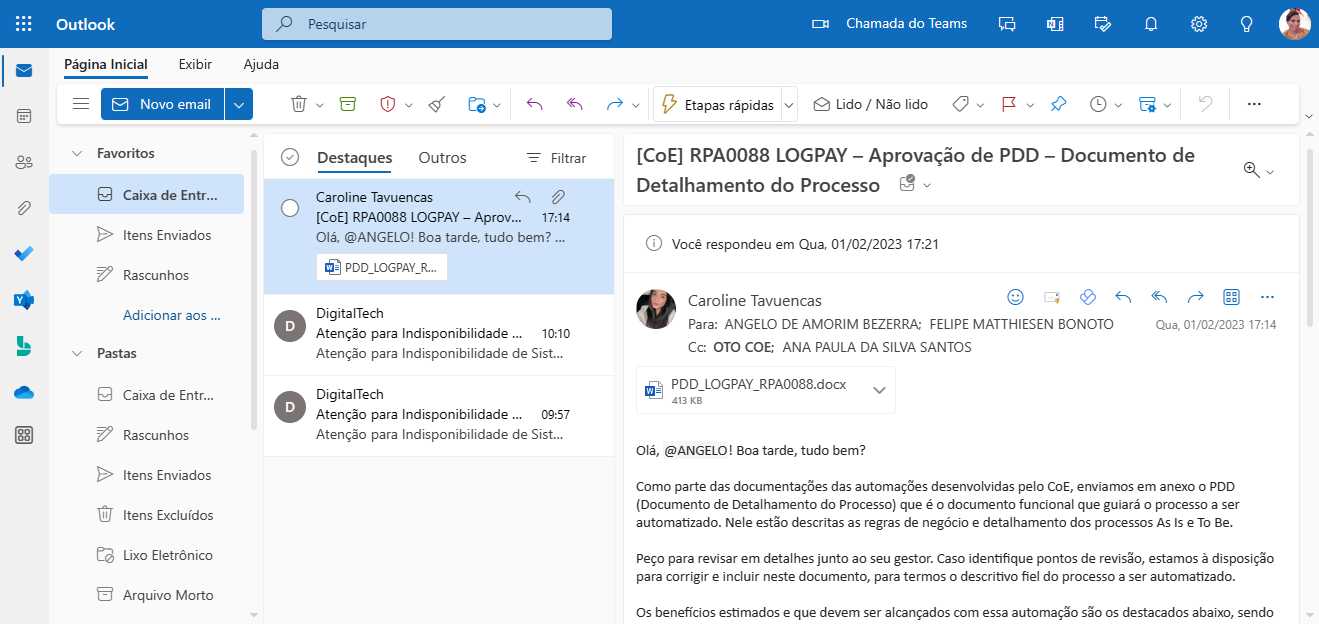 Outlook
Pesquisar
Chamada do Teams
Página Inicial Exibir Ajuda
Novo email
Etapas rápidas
Lido / Não lido
Favoritos
Caixa de Entr...
Itens Enviados
Rascunhos
Adicionar aos ...
Pastas
Caixa de Entr...
Rascunhos
Itens Enviados
Itens Excluídos
Lixo Eletrônico
Arquivo Morto
Destaques Outros Filtrar
Caroline Tavuencas
[CoE] RPA0088 LOGPAY – Aprov... 17:14
Olá, @ANGELO! Boa tarde, tudo bem? ...
PDD_LOGPAY_R...
D
DigitalTech
Atenção para Indisponibilidade ... 10:10
Atenção para Indisponibilidade de Sist...
D
DigitalTech
Atenção para Indisponibilidade ... 09:57
Atenção para Indisponibilidade de Sist...
[CoE] RPA0088 LOGPAY – Aprovação de PDD – Documento de
Detalhamento do Processo
Você respondeu em Qua, 01/02/2023 17:21
Caroline Tavuencas
Para: ANGELO DE AMORIM BEZERRA; FELIPE MATTHIESEN BONOTO
Qua, 01/02/2023 17:14
Cc: OTO COE; ANA PAULA DA SILVA SANTOS
PDD_LOGPAY_RPA0088.docx
413 KB
Olá, @ANGELO! Boa tarde, tudo bem?
Como parte das documentações das automações desenvolvidas pelo CoE, enviamos em anexo o PDD
(Documento de Detalhamento do Processo) que é o documento funcional que guiará o processo a ser
automatizado. Nele estão descritas as regras de negócio e detalhamento dos processos As Is e To Be.
Peço para revisar em detalhes junto ao seu gestor. Caso identifique pontos de revisão, estamos à disposição
para corrigir e incluir neste documento, para termos o descritivo fiel do processo a ser automatizado.
Os benefícios estimados e que devem ser alcançados com essa automação são os destacados abaixo, sendo